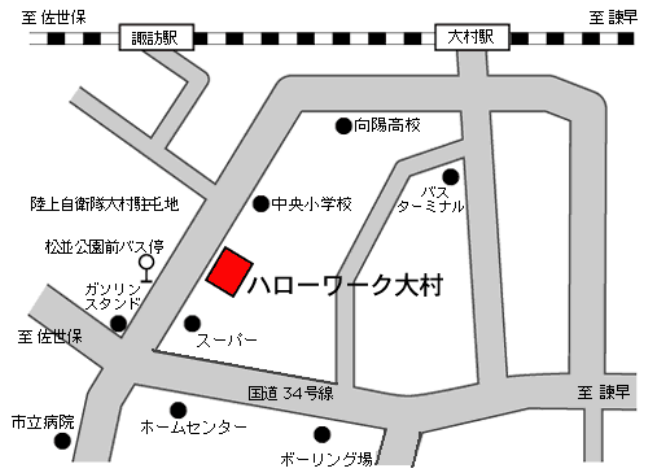 至 佐世保
至 諫早
諏訪駅
大村駅
向陽高校
バス
ターミナル
陸上自衛隊大村駐屯地
中央小学校
松並公園前バス停
ハローワーク大村
ガソリン
スタンド
至 佐世保
スーパー
国道 34号線
至 諫早
市立病院
ホームセンター
ボーリング場